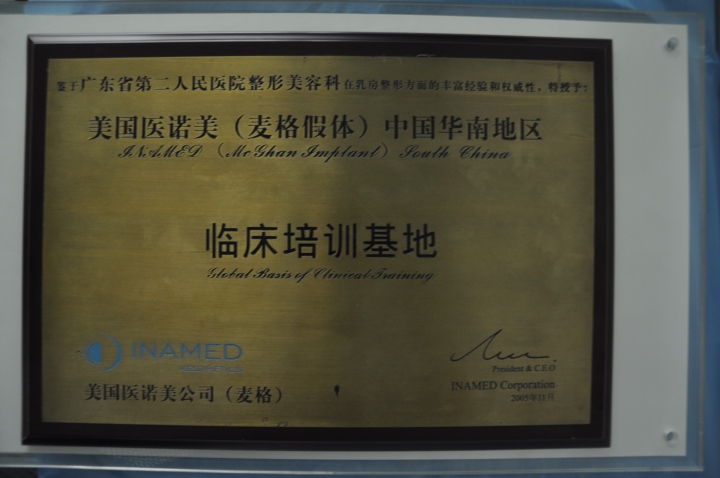 鉴于广东省第二人民医院整形美容科在乳房整形方面的丰富经验和权威性，特授予：
美国医诺美（麦格假体）中国华南地区
INAMED （McGhan Implant） South China
临床培训基地
Global Basis of Clinical Training
INAMED
AESTHETICS
美国医诺美公司（麦格）
President & C.E.O
INAMED Corporation
2005年11月